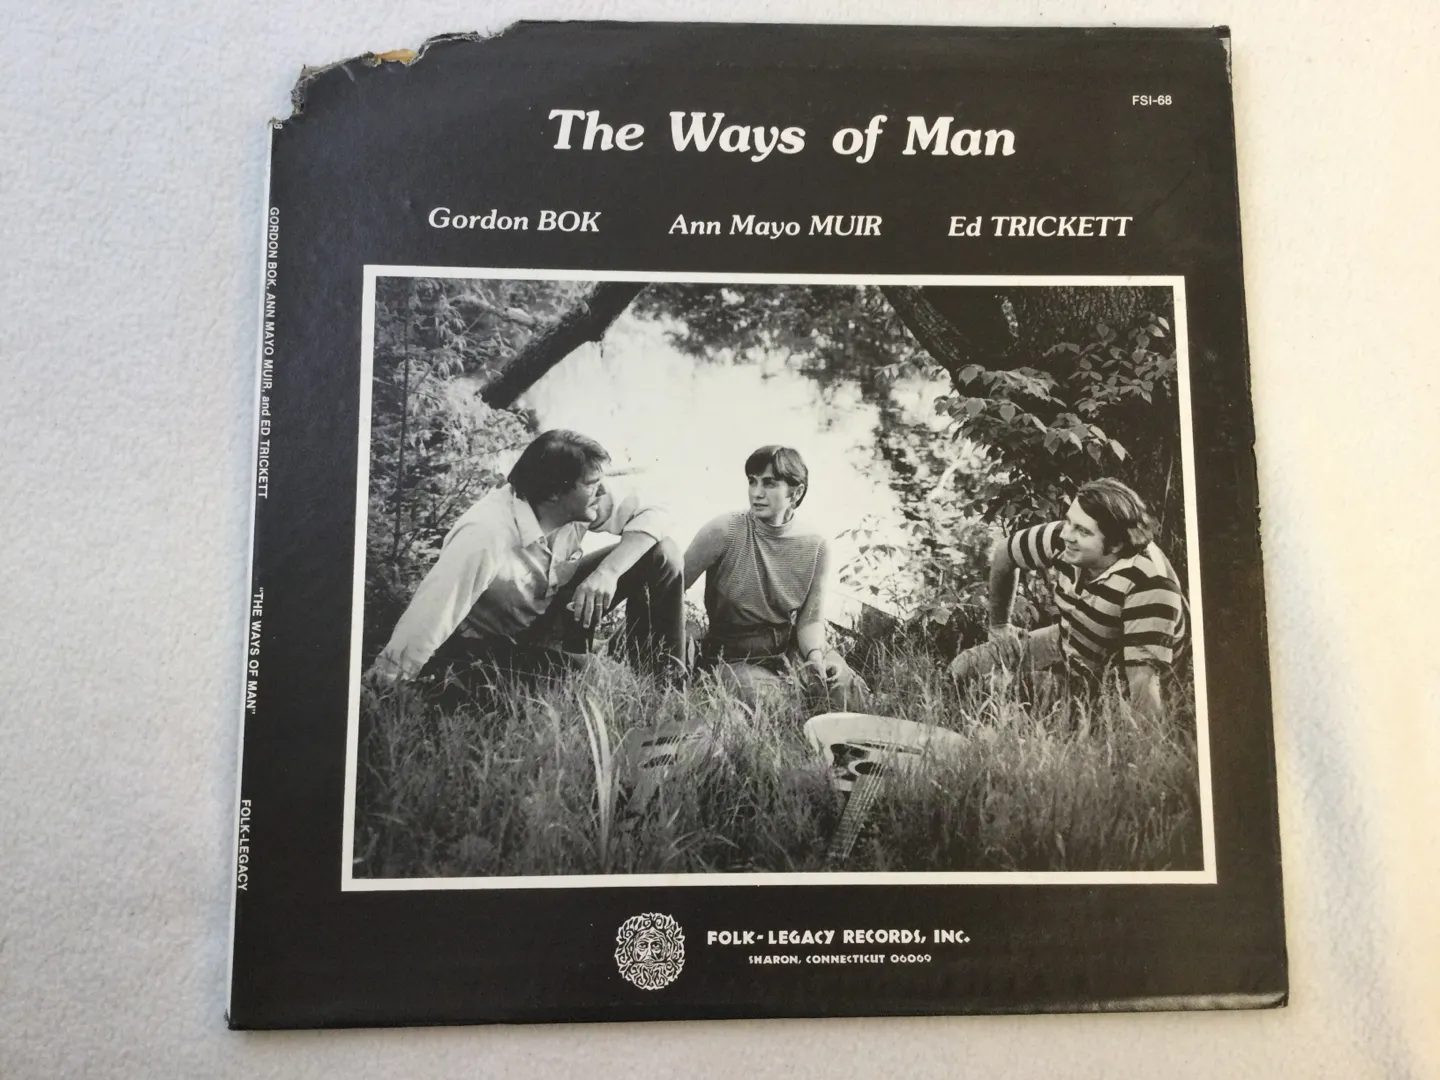 FSI-68
The Ways of Man
Gordon BOK Ann Mayo MUIR Ed TRICKETT
FOLK-LEGACY RECORDS, INC.
SHARON, CONNECTICUT 06069
8
GORDON BOK, ANN MAYO MUIR, and ED TRICKETT
"THE WAYS OF MAN"
FOLK-LEGACY